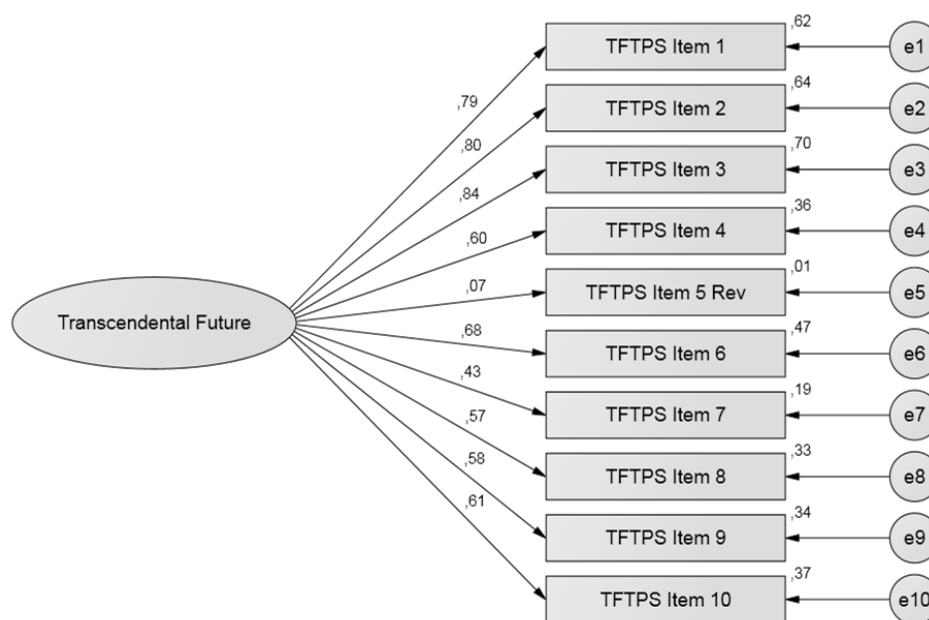 ,62
TFTPS Item 1
e1
,79
,64
TFTPS Item 2
e2
,80
,70
TFTPS Item 3
e3
,84
,36
TFTPS Item 4
e4
,60
,01
TFTPS Item 5 Rev
e5
,07
Transcendental Future
,47
TFTPS Item 6
e6
,68
,19
TFTPS Item 7
e7
,43
,33
TFTPS Item 8
e8
,57
,34
TFTPS Item 9
e9
,58
,37
TFTPS Item 10
e10
,61